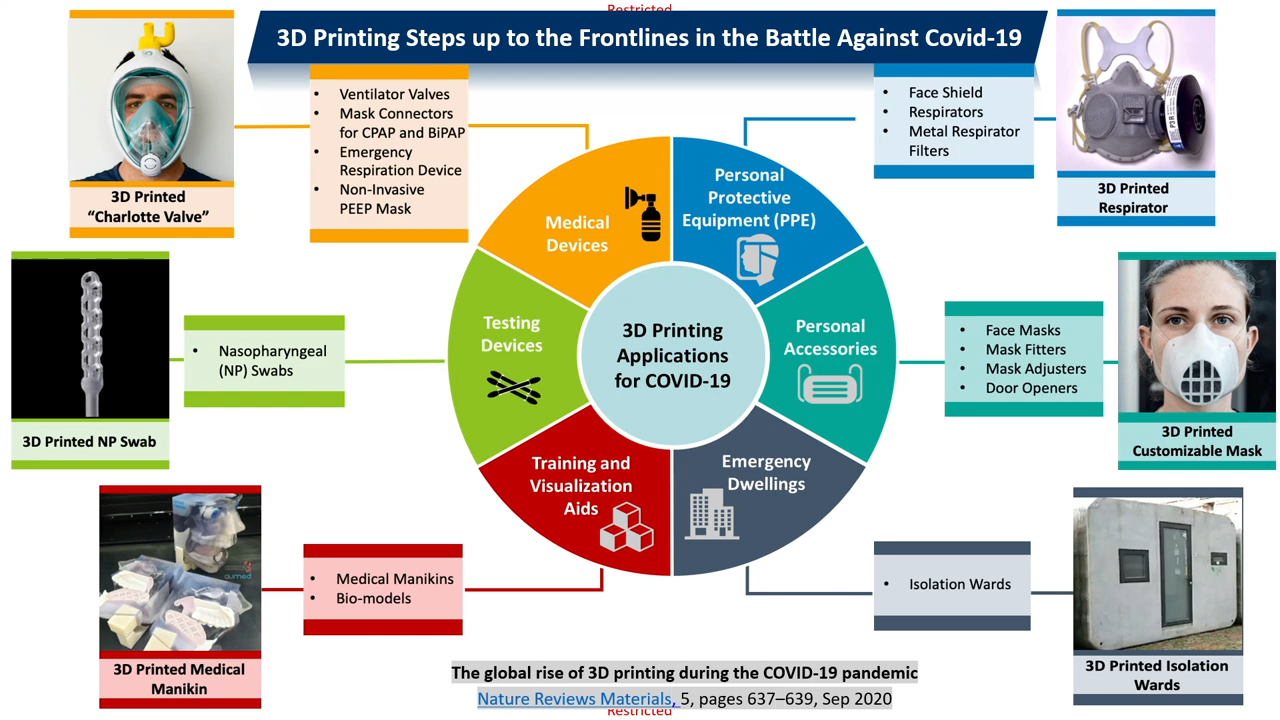 Restricted
3D Printing Steps up to the Frontlines in the Battle Against Covid-19
3D Printed
“Charlotte Valve”
• Ventilator Valves
• Mask Connectors
for CPAP and BiPAP
• Emergency
Respiration Device
• Non-Invasive
PEEP Mask
• Face Shield
• Respirators
• Metal Respirator
Filters
P3R
3D Printed
Respirator
Medical
Devices
Personal
Protective
Equipment (PPE)
3D Printed NP Swab
• Nasopharyngeal
(NP) Swabs
Testing
Devices
3D Printing
Applications
for COVID-19
Personal
Accessories
• Face Masks
• Mask Fitters
• Mask Adjusters
• Door Openers
3D Printed
Customizable Mask
aumed
3D Printed Medical
Manikin
• Medical Manikins
• Bio-models
Training and
Visualization
Aids
Emergency
Dwellings
• Isolation Wards
3D Printed Isolation
Wards
The global rise of 3D printing during the COVID-19 pandemic
Nature Reviews Materials, 5, pages 637–639, Sep 2020
Restricted